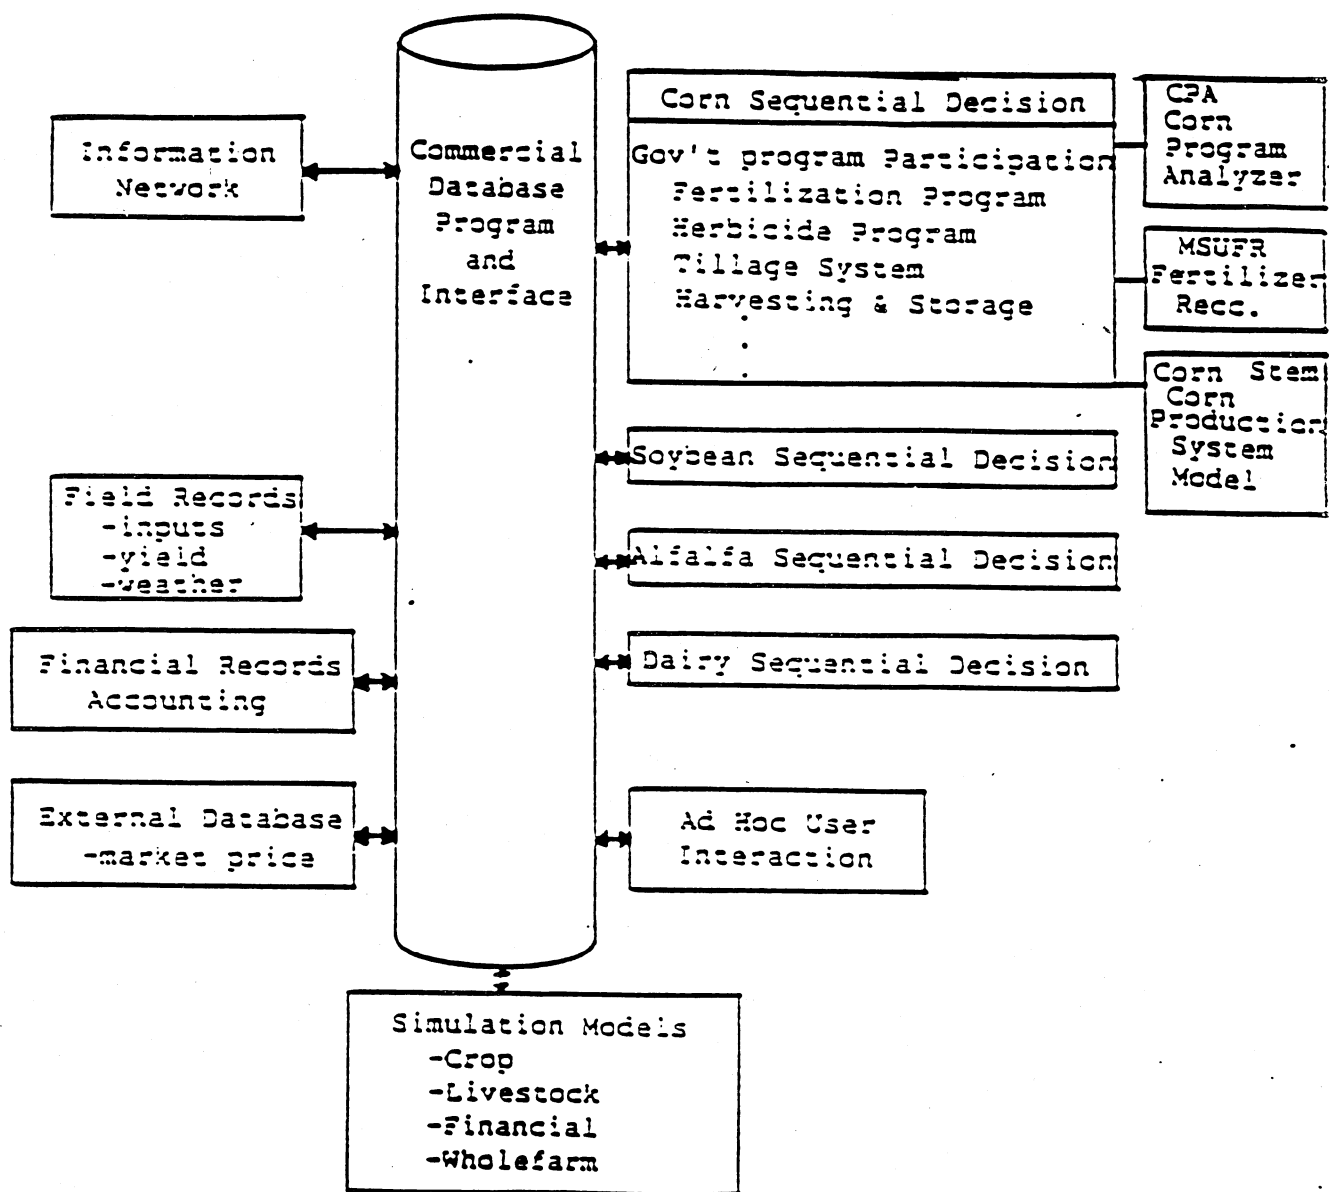 Information
Network
Field Records
-inputs
-yield
-weather
Financial Records
Accounting
External Database
-market price
Commercial
Database
Program
and
Interface
Corn Sequential Decision
Gov't program Participation
Fertilization Program
Herbicide Program
Tillage System
Harvesting & Storage
.
.
.
CPA
Corn
Program
Analyzer
MSUFR
Fertilizer
Recc.
Corn Stem
Corn
Production
System
Model
Soybean Sequential Decision
Alfalfa Sequential Decision
Dairy Sequential Decision
Ad Hoc User
Interaction
Simulation Models
-Crop
-Livestock
-Financial
-Wholefarm